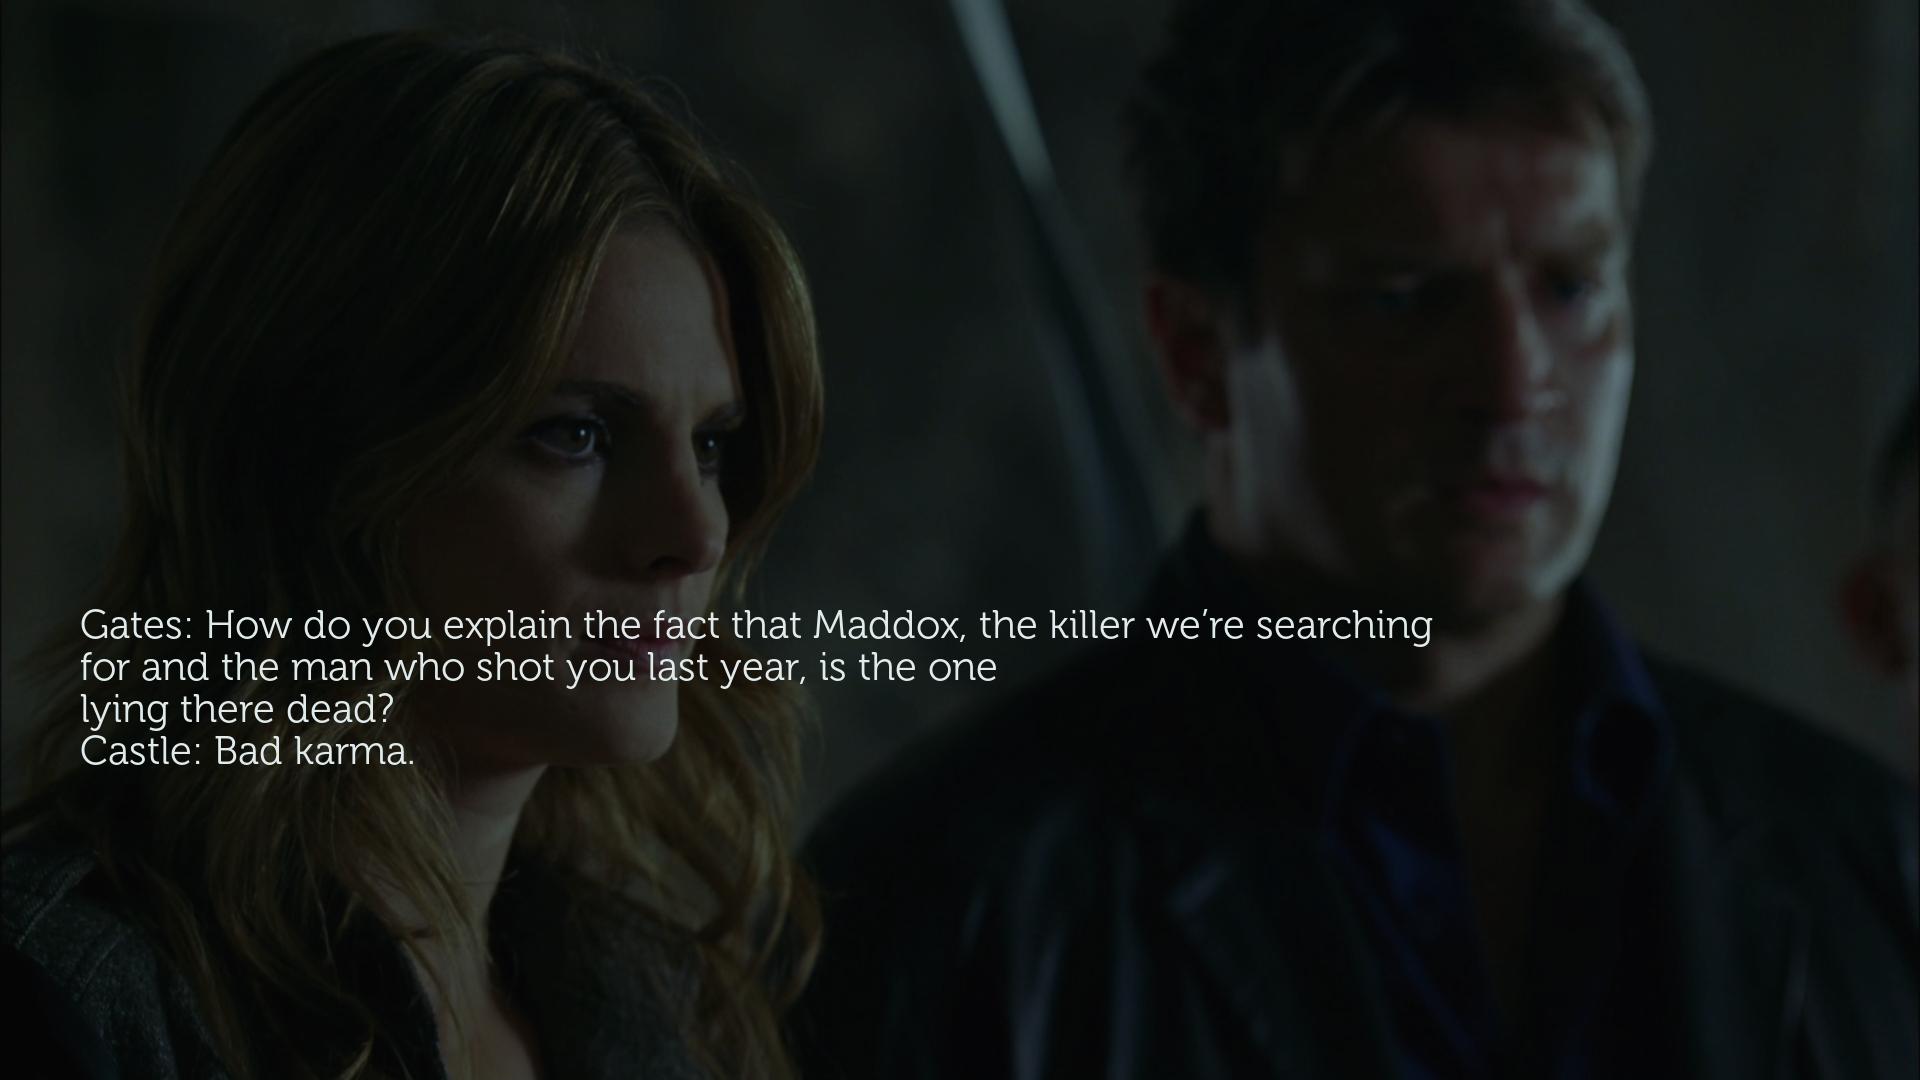 Gates: How do you explain the fact that Maddox, the killer we’re searching
for and the man who shot you last year, is the one
lying there dead?
Castle: Bad karma.